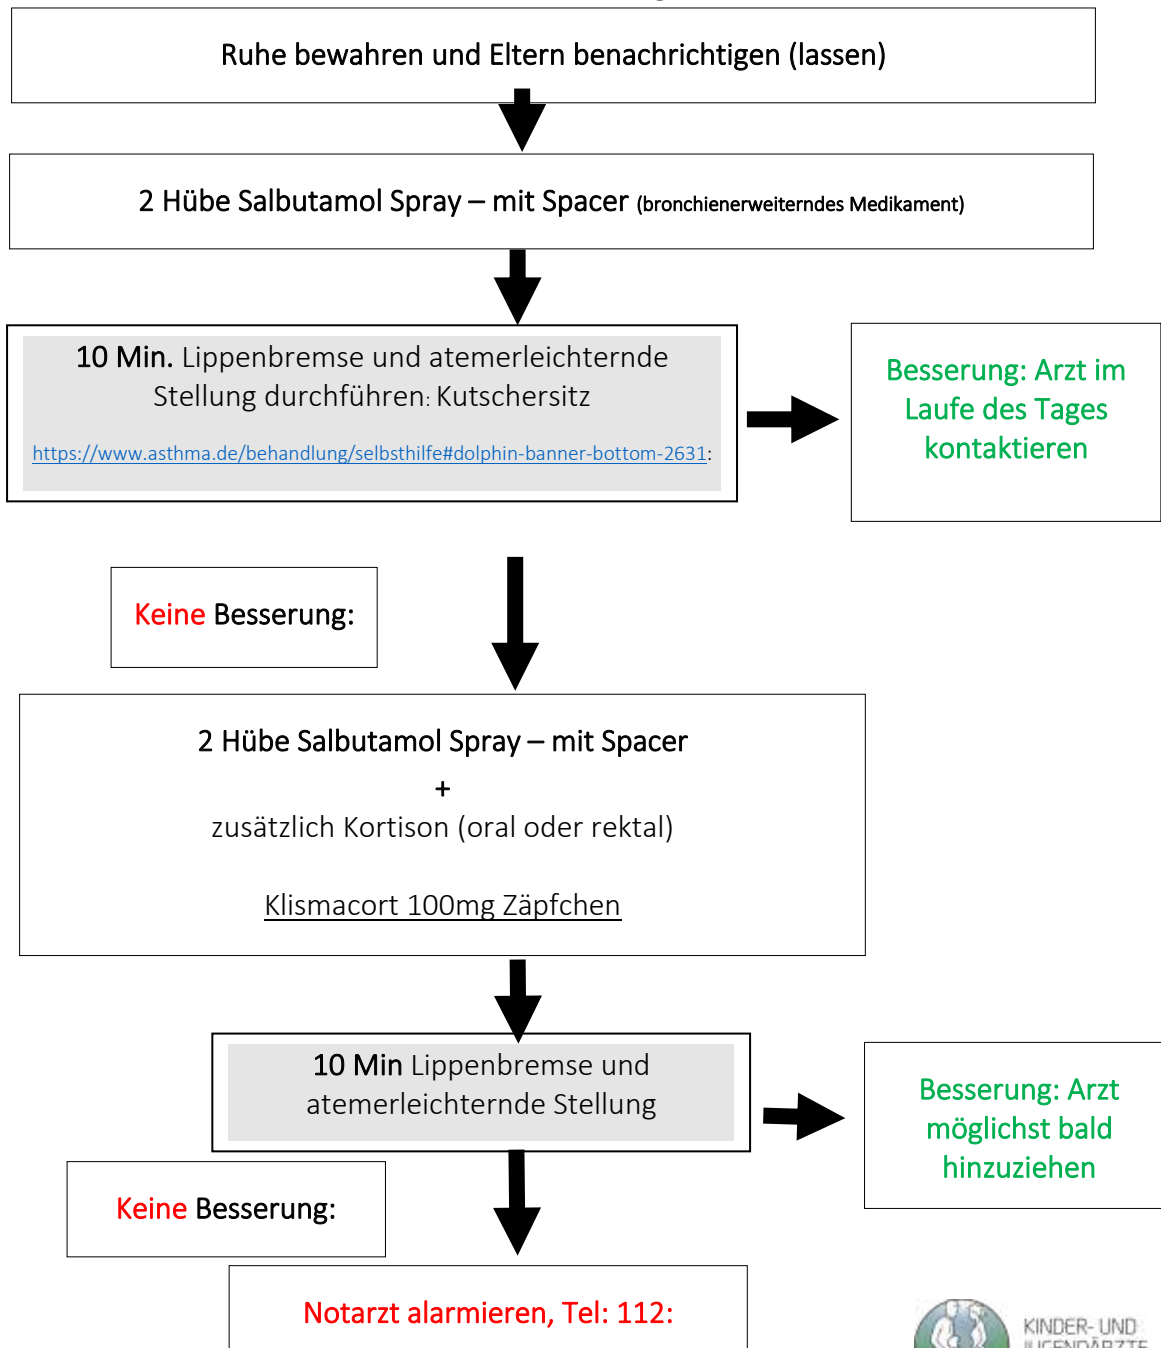 Ruhe bewahren und Eltern benachrichtigen (lassen)
2 Hübe Salbutamol Spray – mit Spacer (bronchienerweiterndes Medikament)
10 Min. Lippenbremse und atemerleichternde
Stellung durchführen: Kutschersitz
https://www.asthma.de/behandlung/selbsthilfe#dolphin-banner-bottom-2631:
Besserung: Arzt im
Laufe des Tages
kontaktieren
Keine Besserung:
2 Hübe Salbutamol Spray – mit Spacer
+
zusätzlich Kortison (oral oder rektal)
Klismacort 100mg Zäpfchen
10 Min Lippenbremse und
atemerleichternde Stellung
Besserung: Arzt
möglichst bald
hinzuziehen
Keine Besserung:
Notarzt alarmieren, Tel: 112:
KINDER- UND
JUGENDÄRZTE